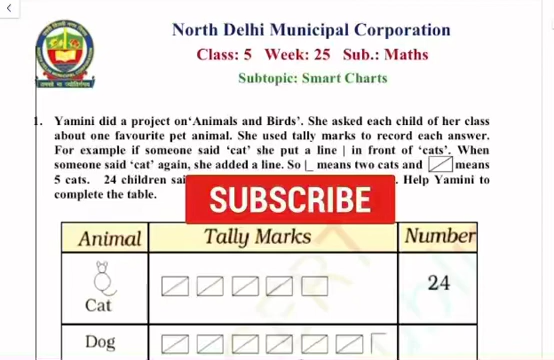 North Delhi Municipal Corporation
Class: 5 Week: 25 Sub.: Maths
Subtopic: Smart Charts
1. Yamini did a project on‘Animals and Birds’. She asked each child of her class
about one favourite pet animal. She used tally marks to record each answer.
For example if someone said ‘cat’ she put a line | in front of ‘cats’. When
someone said ‘cat’ again, she added a line. So |_ means two cats and means
5 cats. 24 children sai . Help Yamini to
SUBSCRIBE
complete the table.
Animal Tally Marks Number
24
Cat
Dog